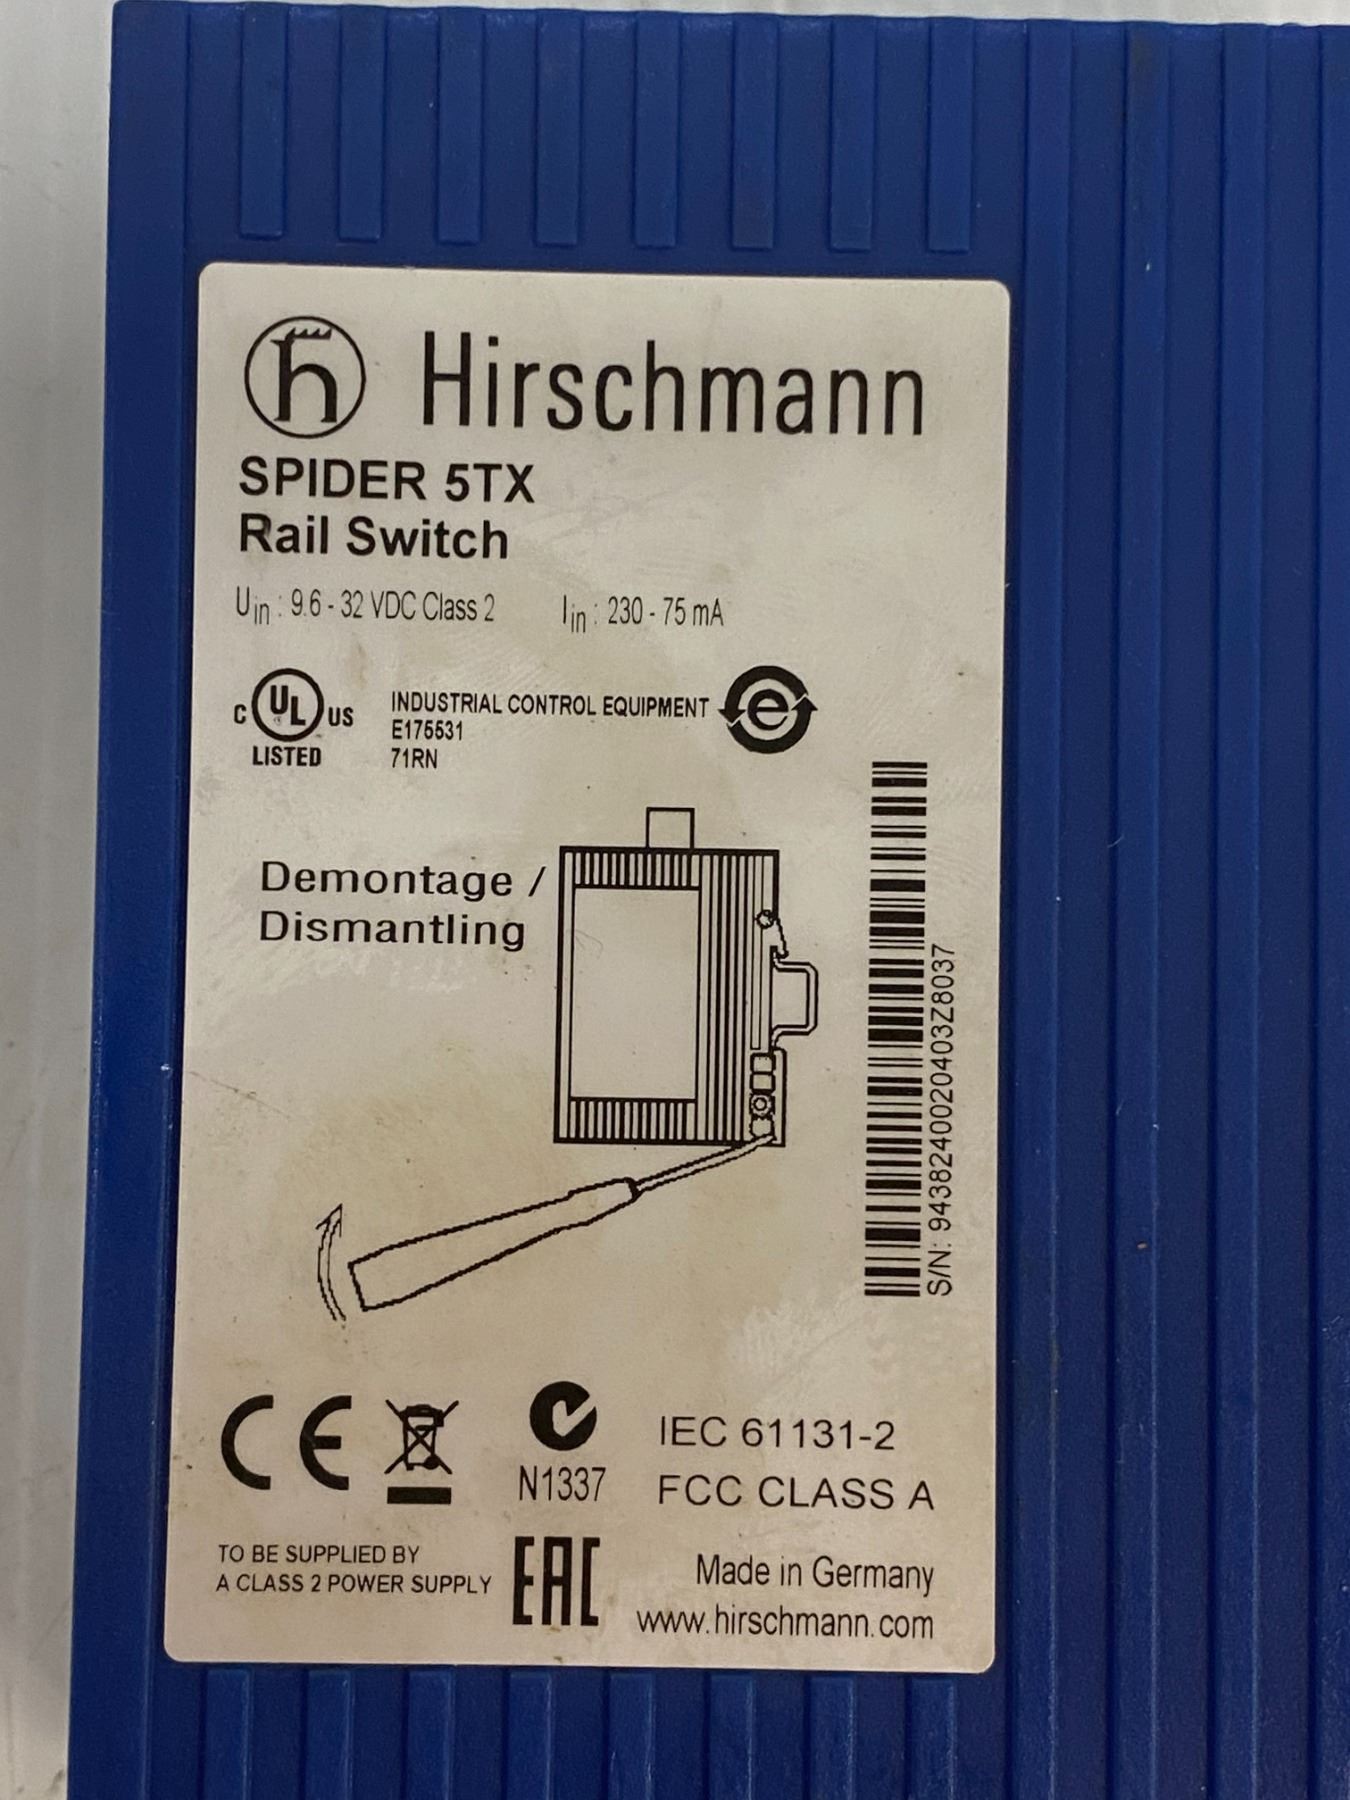 Hirschmann
SPIDER 5TX
Rail Switch
Uin : 9.6 - 32 VDC Class 2 Iin : 230 - 75 mA
C UL US
LISTED
INDUSTRIAL CONTROL EQUIPMENT
E175531
71RN
e
Demontage /
Dismantling
S/N: 9438240020403Z8037
CE
N1337
IEC 61131-2
FCC CLASS A
TO BE SUPPLIED BY
A CLASS 2 POWER SUPPLY
EAC
Made in Germany
www.hirschmann.com